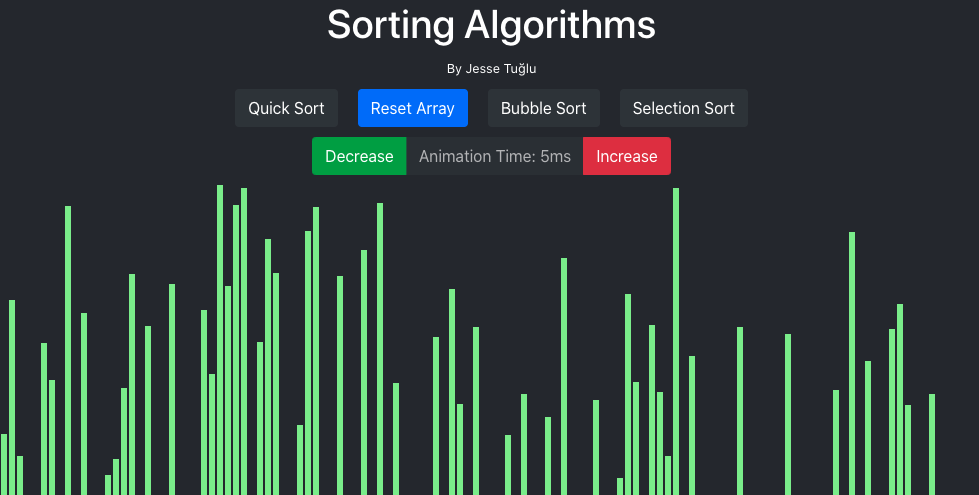 Sorting Algorithms
By Jesse Tuğlu
Quick Sort Reset Array Bubble Sort Selection Sort
Decrease Animation Time: 5ms Increase